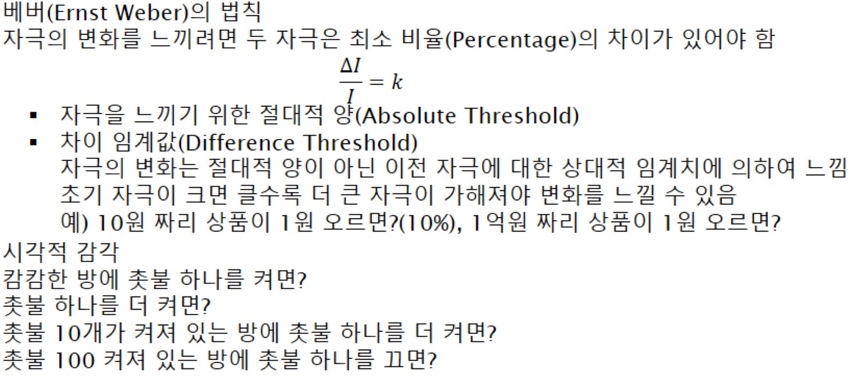 베버(Ernst Weber)의 법칙
자극의 변화를 느끼려면 두 자극은 최소 비율(Percentage)의 차이가 있어야 함
ΔI/I = k
▪ 자극을 느끼기 위한 절대적 양(Absolute Threshold)
▪ 차이 임계값(Difference Threshold)
자극의 변화는 절대적 양이 아닌 이전 자극에 대한 상대적 임계치에 의하여 느낌
초기 자극이 크면 클수록 더 큰 자극이 가해져야 변화를 느낄 수 있음
예) 10원 짜리 상품이 1원 오르면?(10%), 1억원 짜리 상품이 1원 오르면?
시각적 감각
캄캄한 방에 촛불 하나를 켜면?
촛불 하나를 더 켜면?
촛불 10개가 켜져 있는 방에 촛불 하나를 더 켜면?
촛불 100 켜져 있는 방에 촛불 하나를 끄면?